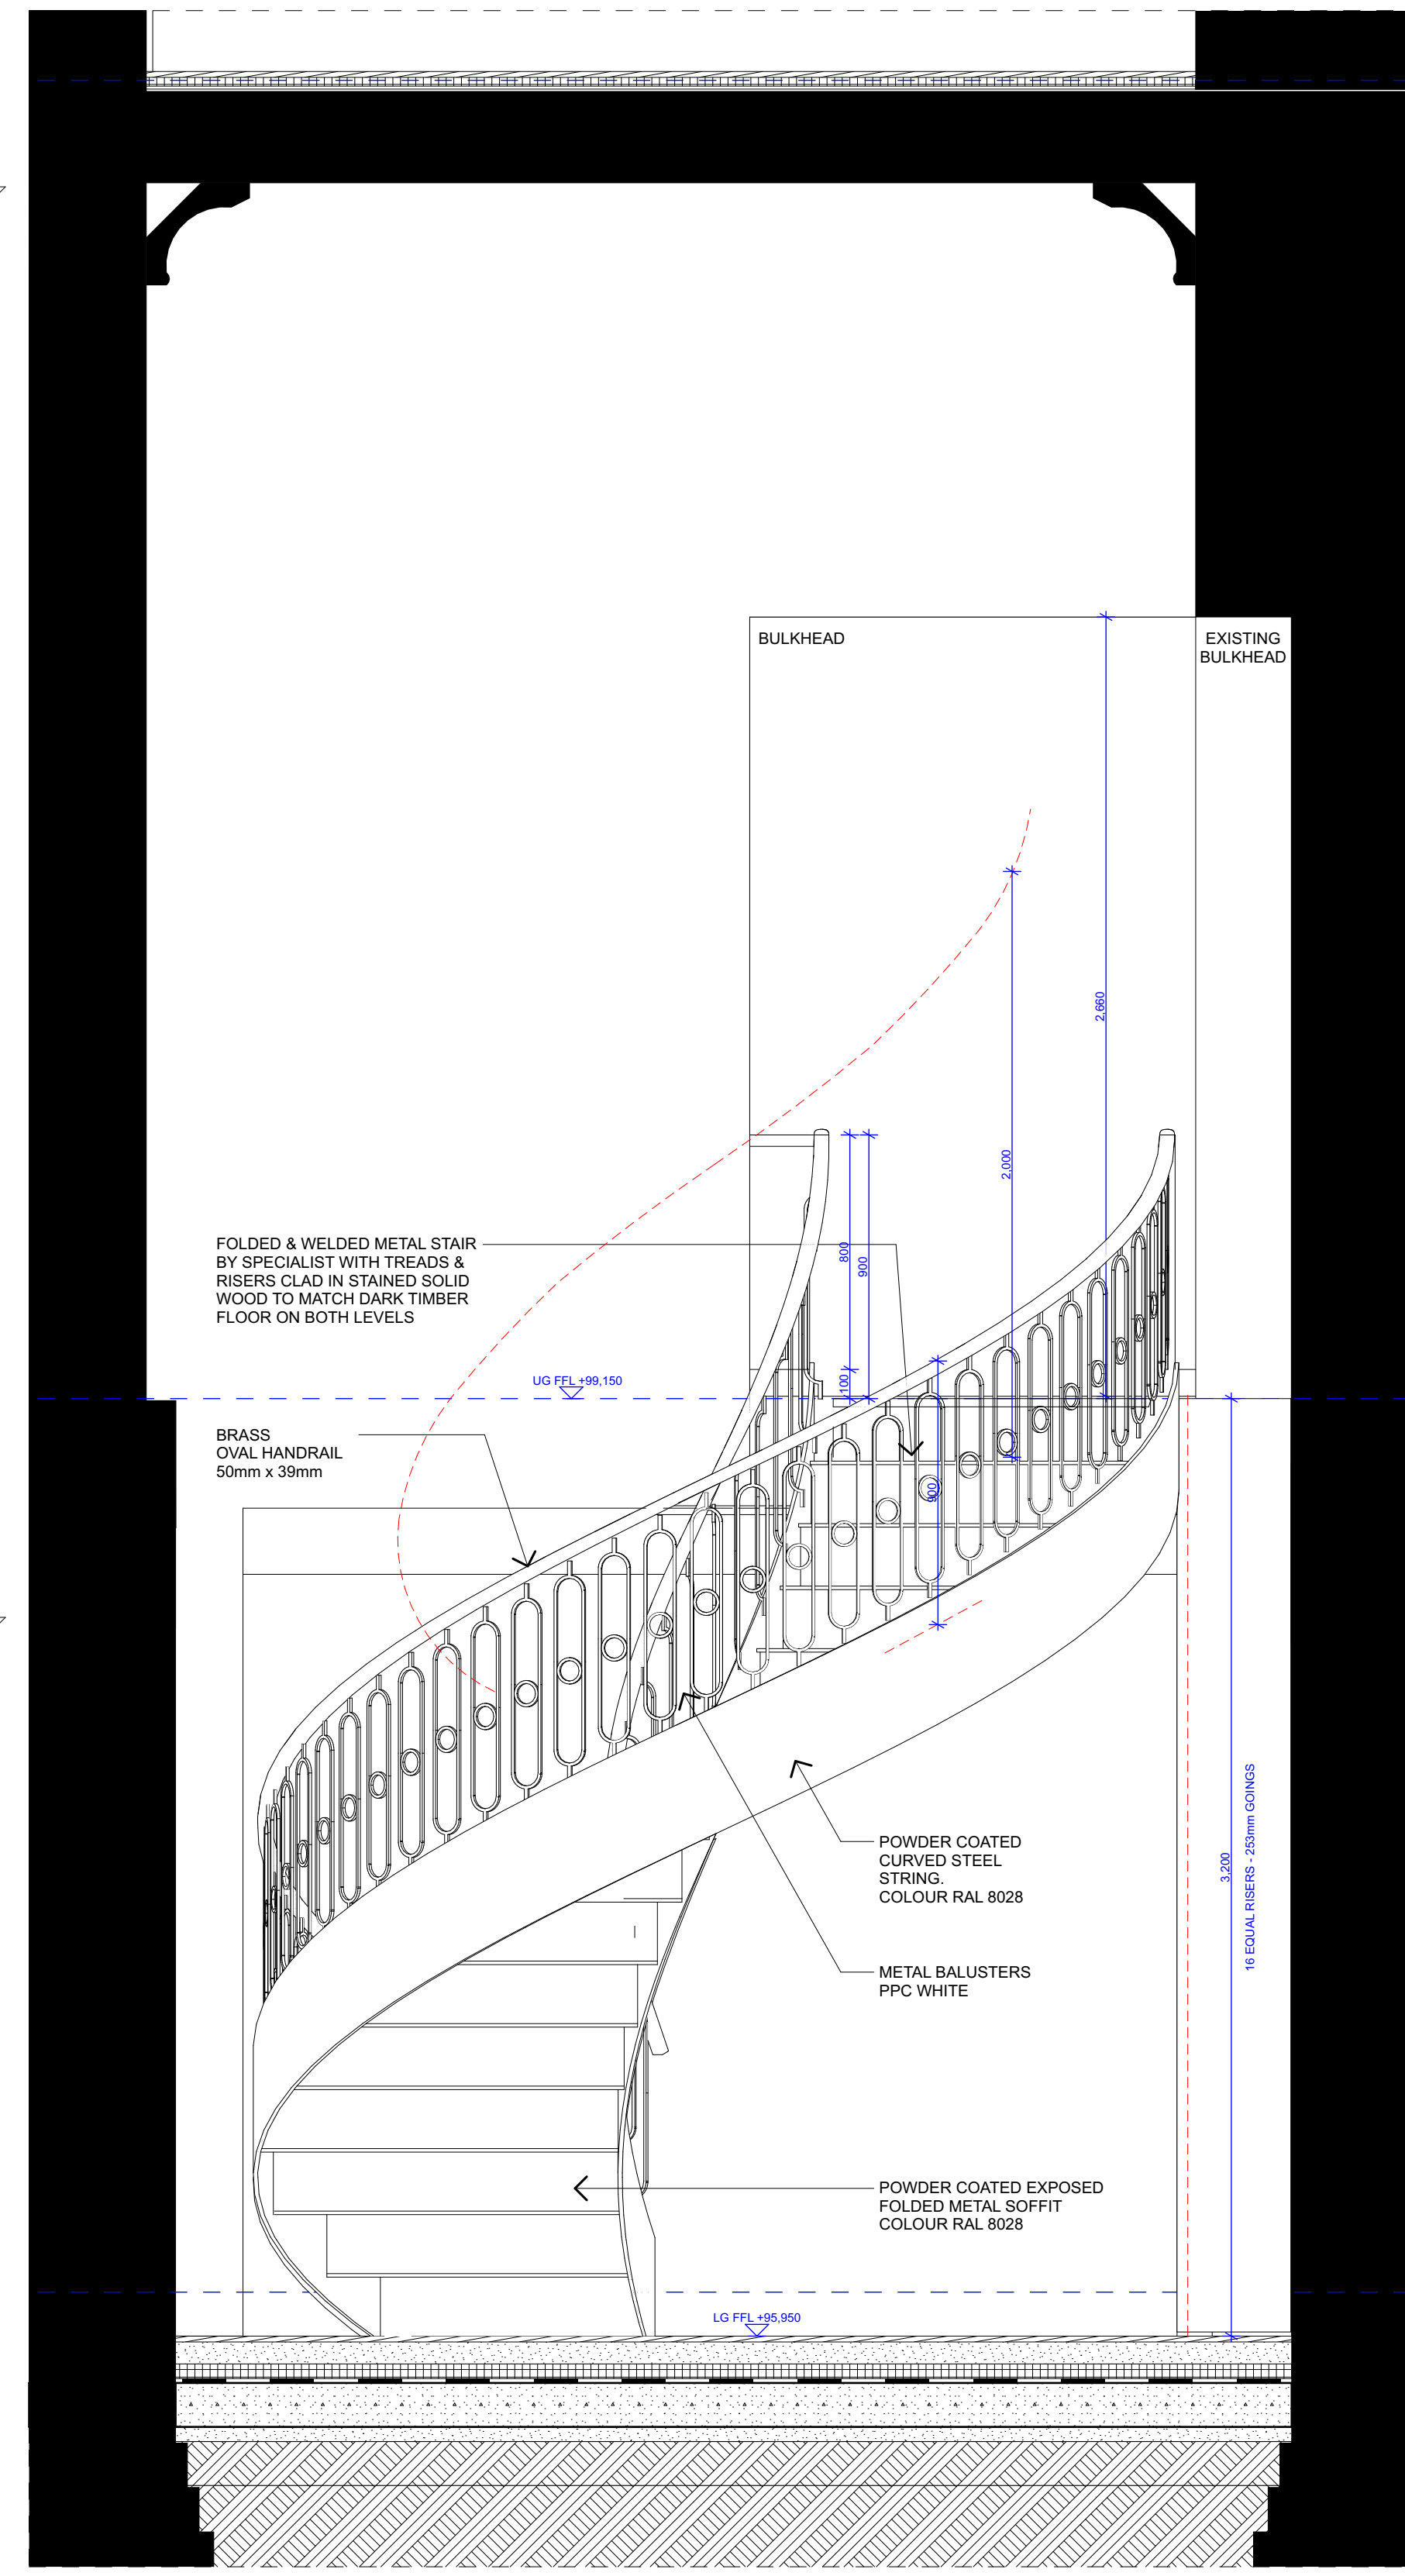 BULKHEAD
EXISTING
BULKHEAD
2,660
2,000
800
900
100
FOLDED & WELDED METAL STAIR
BY SPECIALIST WITH TREADS &
RISERS CLAD IN STAINED SOLID
WOOD TO MATCH DARK TIMBER
FLOOR ON BOTH LEVELS
UG FFL +99,150
BRASS
OVAL HANDRAIL
50mm x 39mm
900
POWDER COATED
CURVED STEEL
STRING.
COLOUR RAL 8028
3,200
16 EQUAL RISERS - 253mm GOINGS
METAL BALUSTERS
PPC WHITE
POWDER COATED EXPOSED
FOLDED METAL SOFFIT
COLOUR RAL 8028
LG FFL +95,950